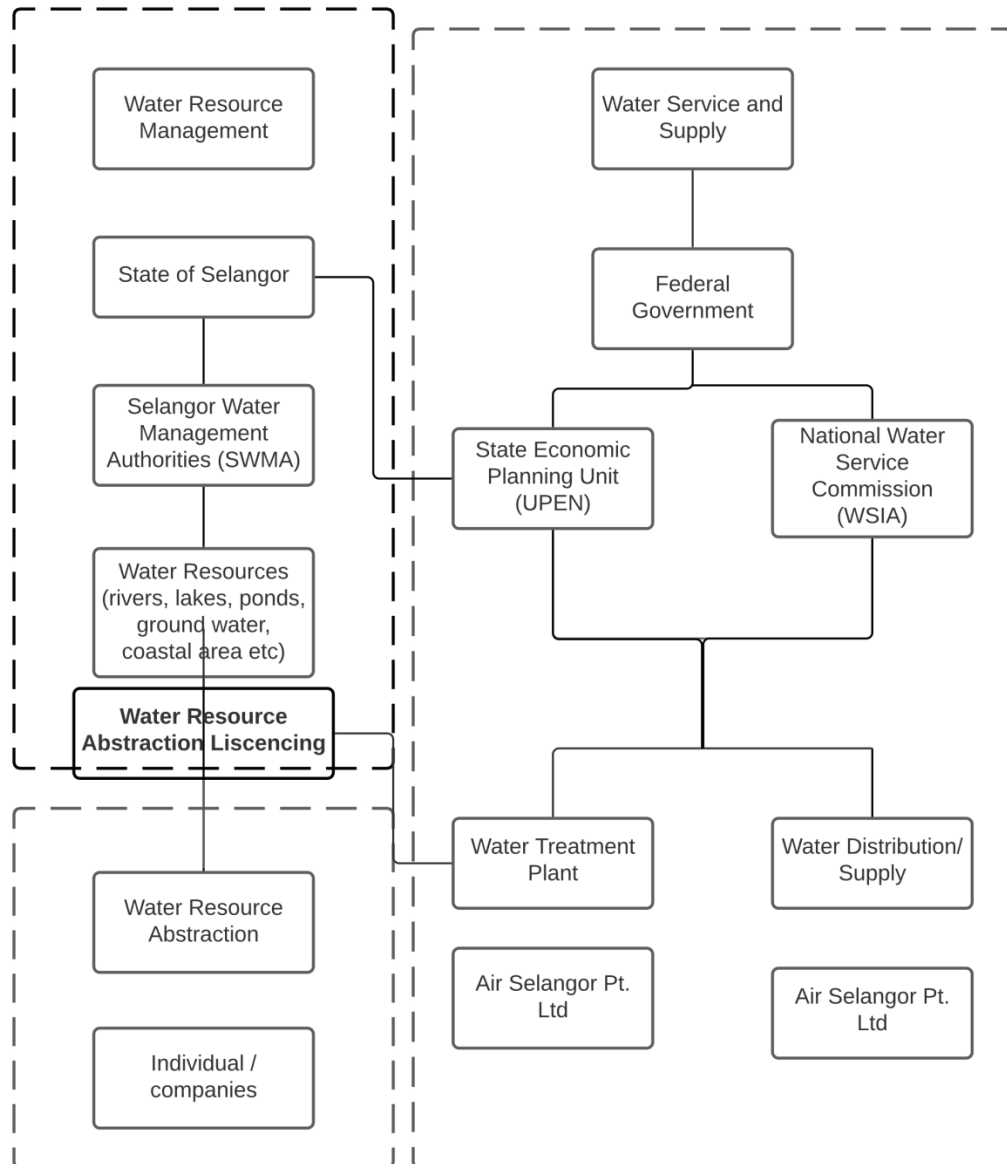 Water Resource
Management
State of Selangor
Selangor Water
Management
Authorities (SWMA)
Water Resources
(rivers, lakes, ponds,
ground water,
coastal area etc)
Water Resource
Abstraction Liscencing
Water Resource
Abstraction
Individual /
companies
Water Service and
Supply
Federal
Government
State Economic
Planning Unit
(UPEN)
National Water
Service
Commission
(WSIA)
Water Treatment
Plant
Water Distribution/
Supply
Air Selangor Pt.
Ltd
Air Selangor Pt.
Ltd